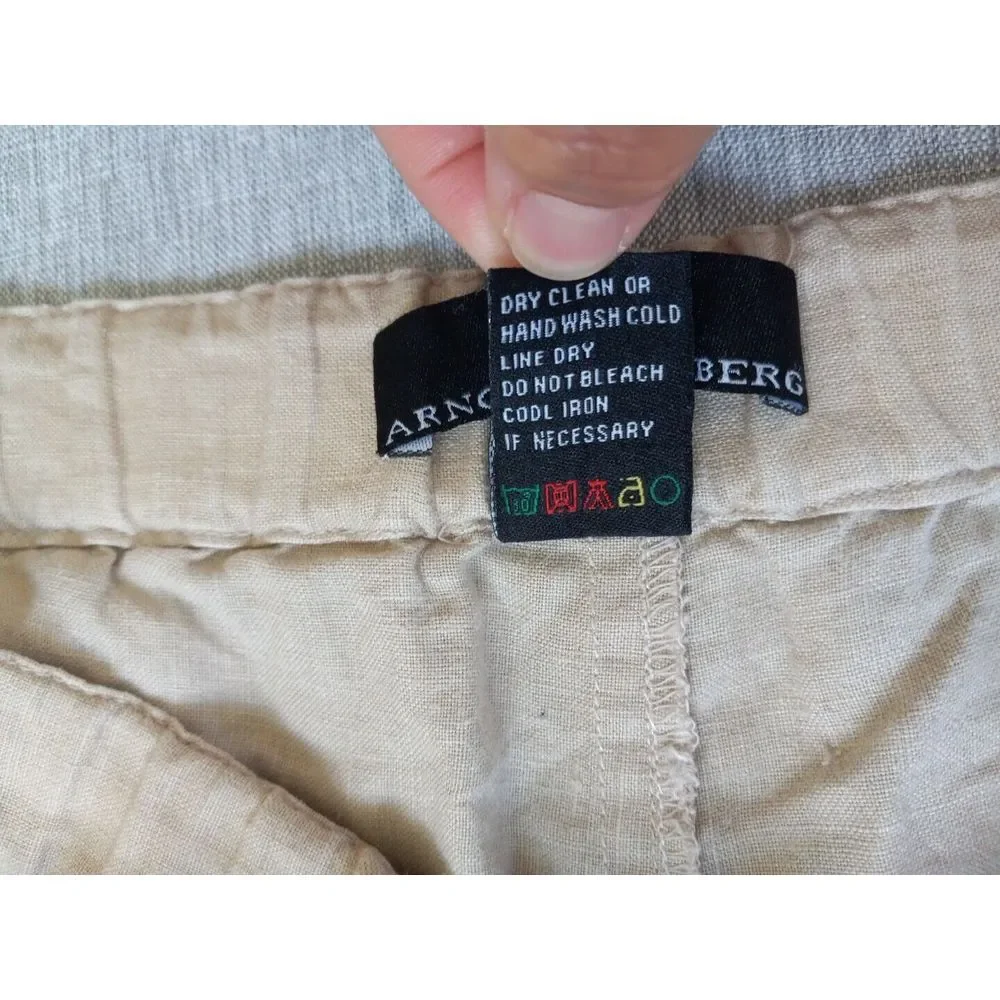 DRY CLEAN OR
HAND WASH COLD
LINE DRY
DO NOT BLEACH
COOL IRON
IF NECESSARY
ARNO
BERG